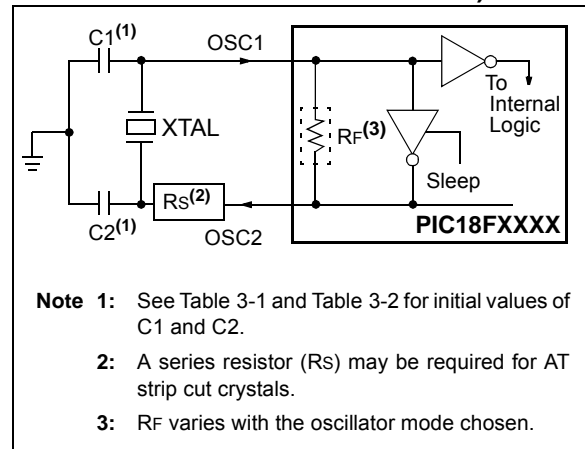 C1(1)
OSC1
To
Internal
Logic
XTAL
RF(3)
Sleep
C2(1)
RS(2)
OSC2
PIC18FXXXX
Note 1: See Table 3-1 and Table 3-2 for initial values of
C1 and C2.
2: A series resistor (RS) may be required for AT
strip cut crystals.
3: RF varies with the oscillator mode chosen.